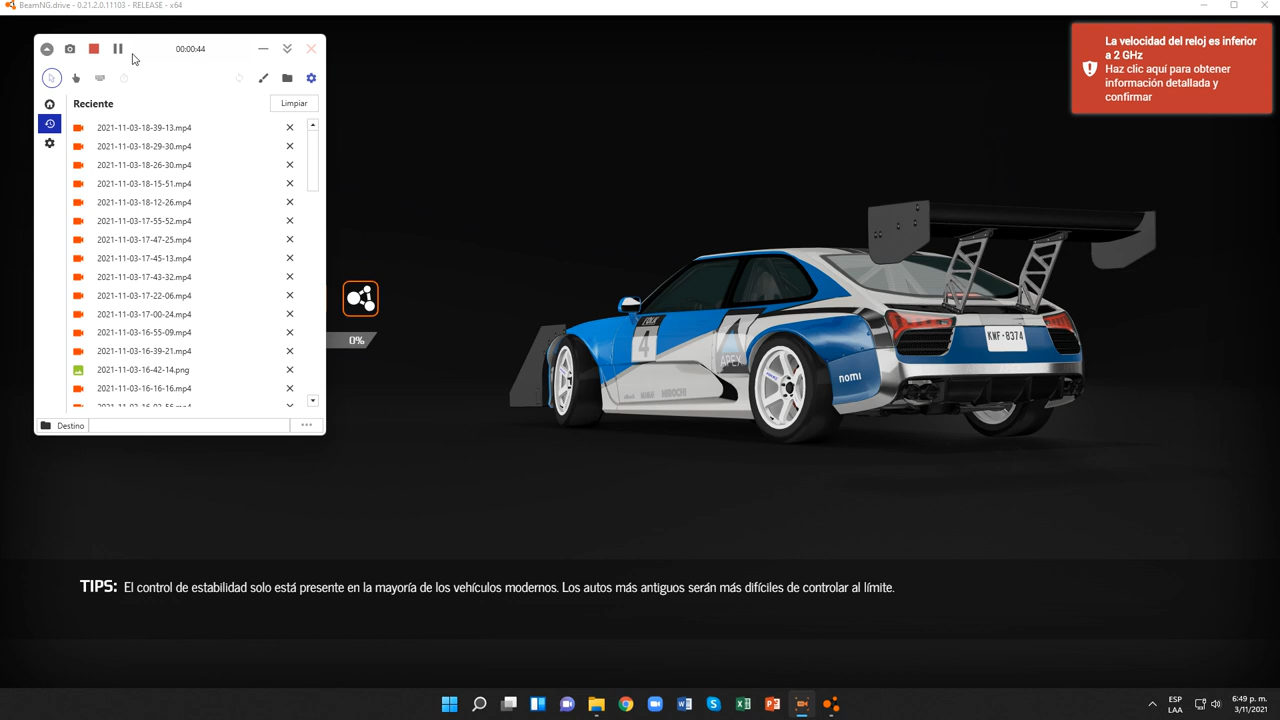 BeamNG.drive - 0.21.2.0.11103 - RELEASE - x64
00:00:44
Reciente
Limpiar
2021-11-03-18-39-13.mp4
2021-11-03-18-29-30.mp4
2021-11-03-18-26-30.mp4
2021-11-03-18-15-51.mp4
2021-11-03-18-12-26.mp4
2021-11-03-17-55-52.mp4
2021-11-03-17-47-25.mp4
2021-11-03-17-45-13.mp4
2021-11-03-17-43-32.mp4
2021-11-03-17-22-06.mp4
2021-11-03-17-00-24.mp4
2021-11-03-16-55-09.mp4
2021-11-03-16-39-21.mp4
2021-11-03-16-42-14.png
2021-11-03-16-16-16.mp4
Destino
La velocidad del reloj es inferior
a 2 GHz
Haz clic aquí para obtener
información detallada y
confirmar
0%
4
APEX
HIROCHI
nomi
KWF-8374
TIPS: El control de estabilidad solo está presente en la mayoría de los vehículos modernos. Los autos más antiguos serán más difíciles de controlar al límite.
ESP
LAA
6:49 p. m.
3/11/2021